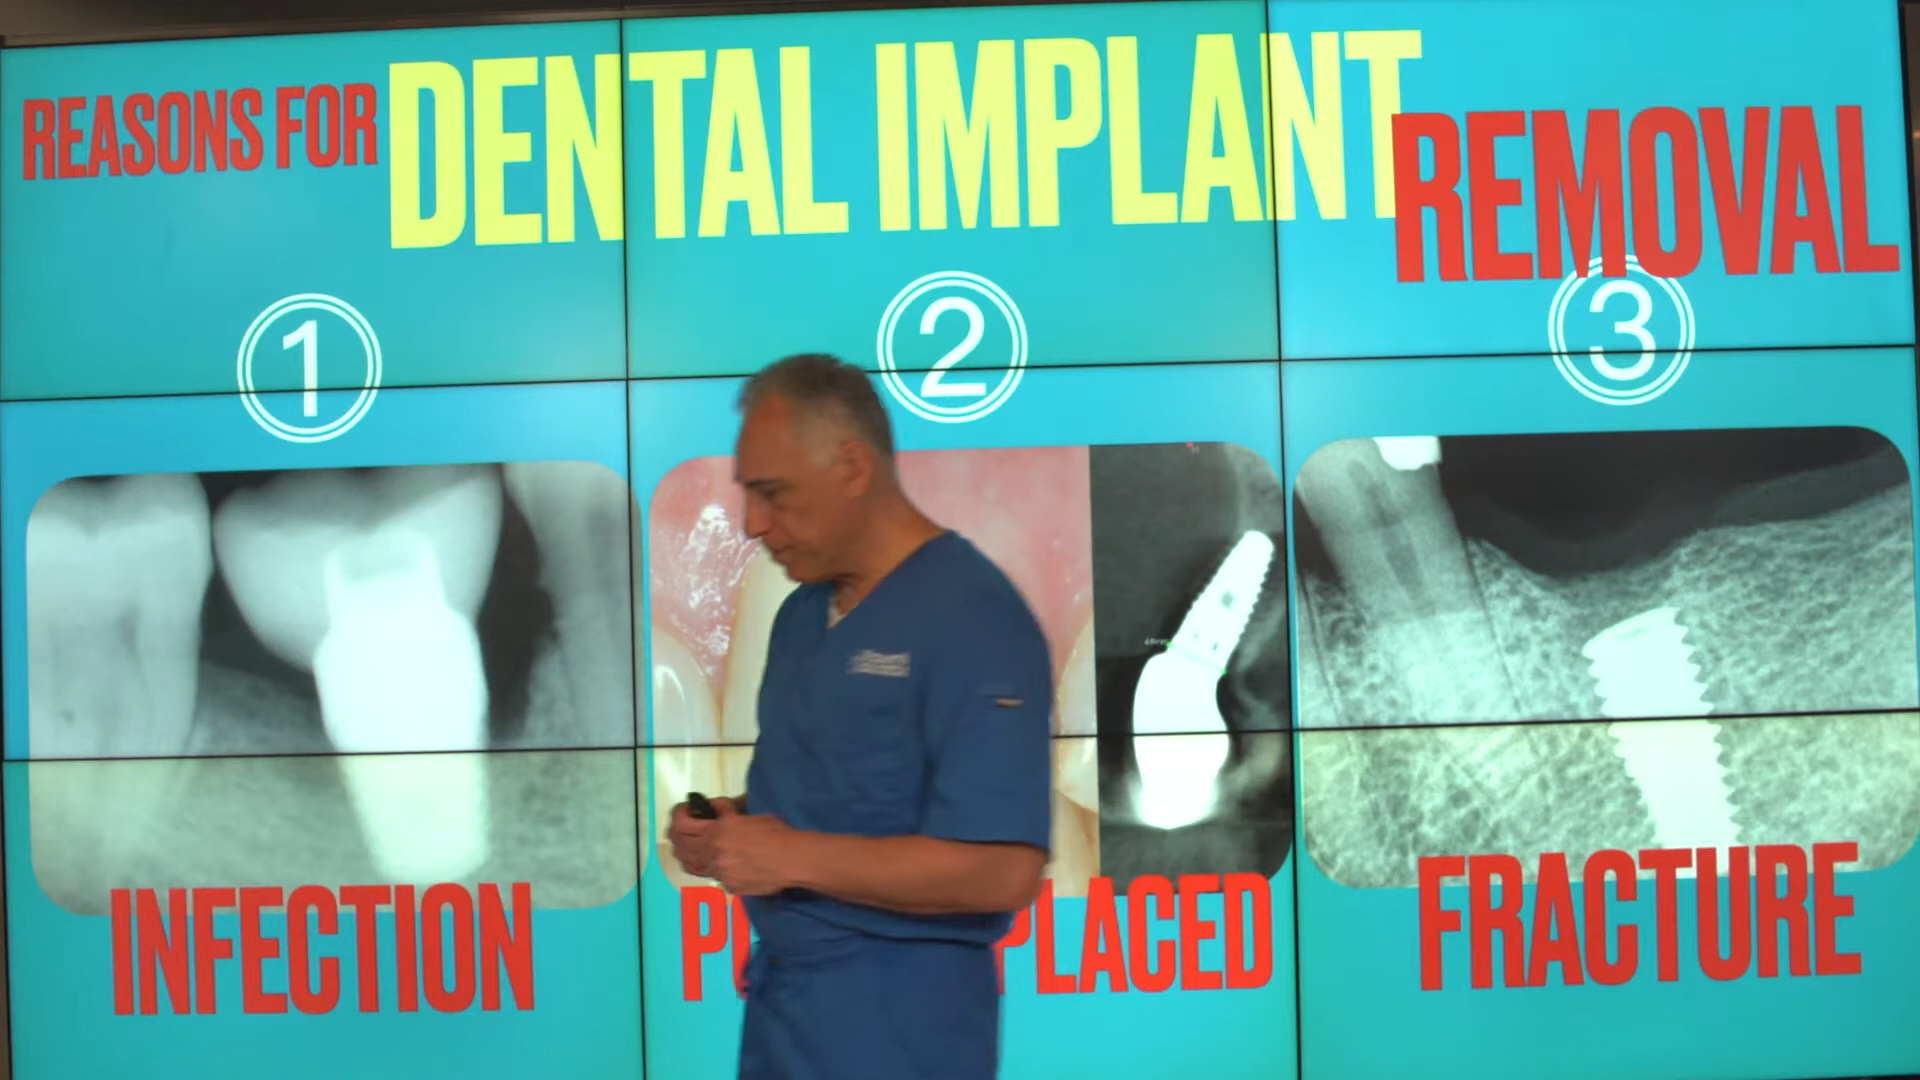 REASONS FOR DENTAL IMPLANT REMOVAL
1
2
3
INFECTION
PLACED
FRACTURE